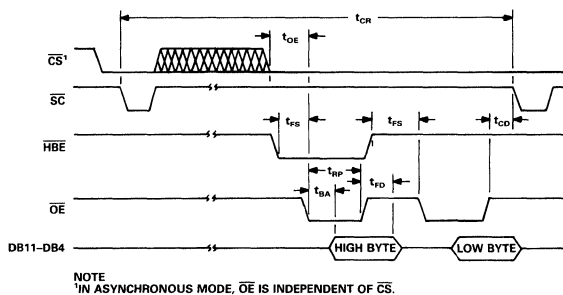 tCR
tOE
CS¹
SC
tFS
tFS
tCD
HBE
tRP
tBA
tFD
OE
DB11–DB4
HIGH BYTE
LOW BYTE
NOTE
¹IN ASYNCHRONOUS MODE, OE IS INDEPENDENT OF CS.